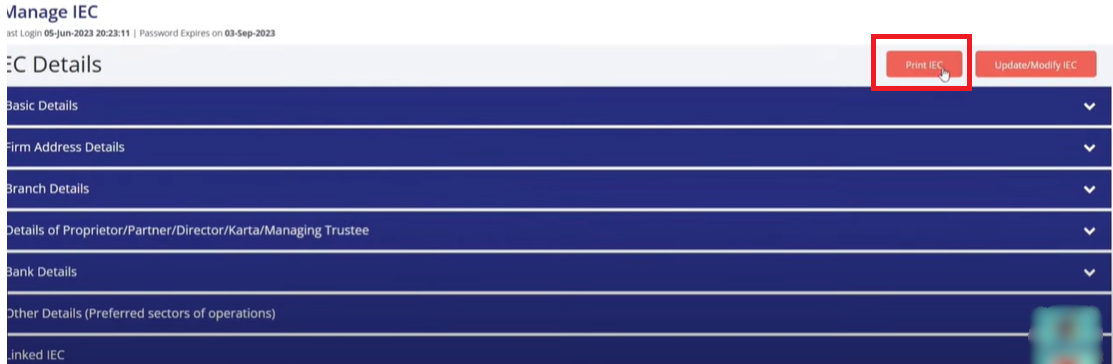 Manage IEC
ast Login 05-Jun-2023 20:23:11 | Password Expires on 03-Sep-2023
EC Details
Print IEC
Update/Modify IEC
Basic Details
Firm Address Details
Branch Details
Details of Proprietor/Partner/Director/Karta/Managing Trustee
Bank Details
Other Details (Preferred sectors of operations)
Linked IEC